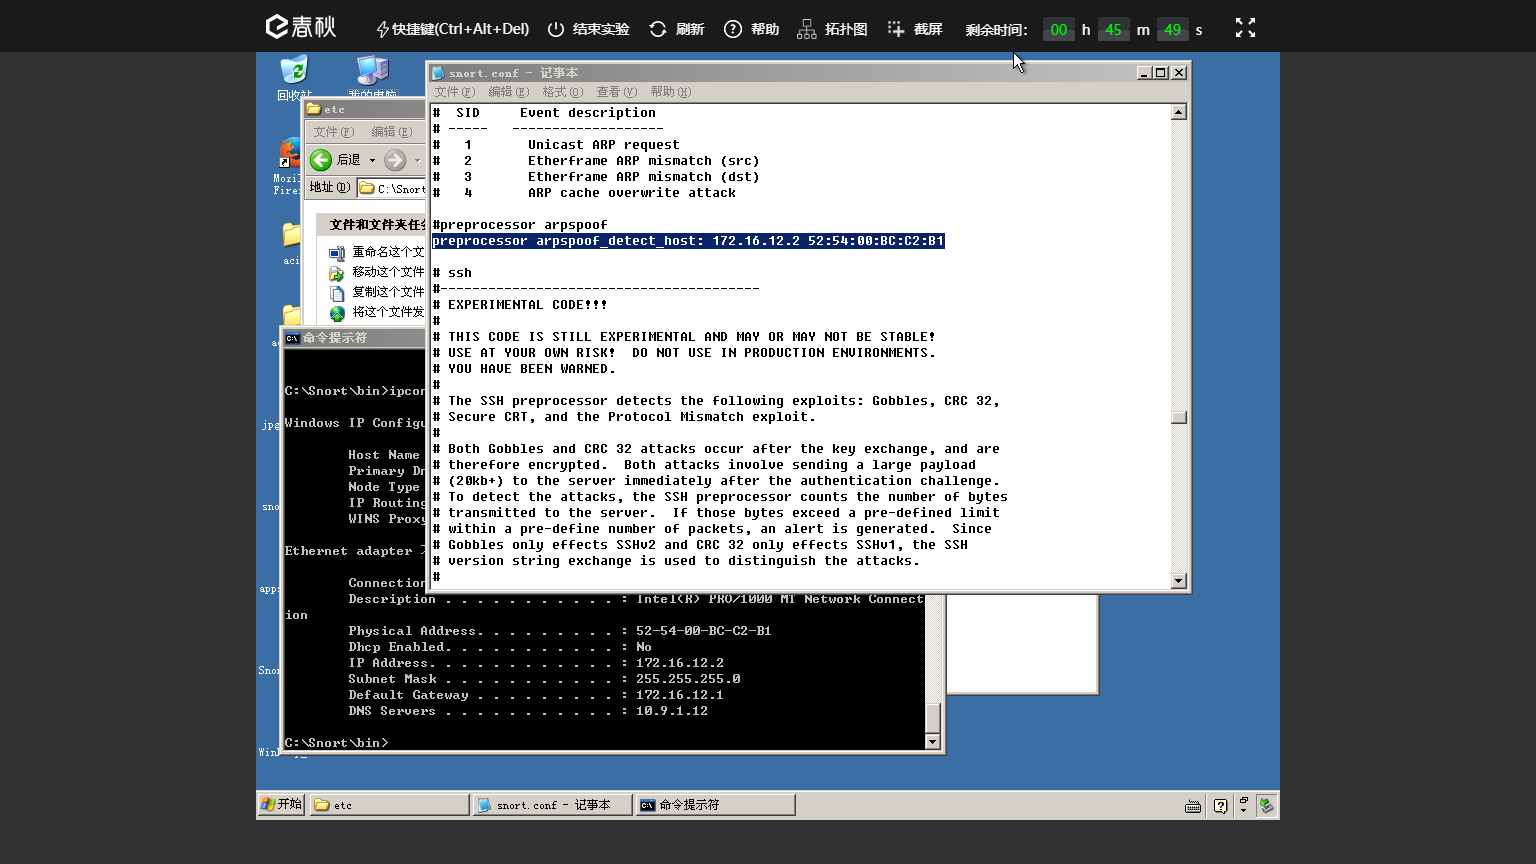 e春秋
快捷键(Ctrl+Alt+Del)
结束实验
刷新
帮助
拓扑图
截屏
剩余时间：
00 h 45 m 49 s
回收站
我的电脑
etc
文件(F) 编辑(E)
后退
地址(D) C:\Snort
文件和文件夹任务
重命名这个文
移动这个文件
复制这个文件
将这个文件发
snort.conf - 记事本
文件(F) 编辑(E) 格式(O) 查看(V) 帮助(H)
#  SID     Event description
# -----   -------------------
#   1       Unicast ARP request
#   2       Etherframe ARP mismatch (src)
#   3       Etherframe ARP mismatch (dst)
#   4       ARP cache overwrite attack
#preprocessor arpspoof
preprocessor arpspoof_detect_host: 172.16.12.2 52:54:00:BC:C2:B1
# ssh
#----------------------------------------
# EXPERIMENTAL CODE!!!
#
# THIS CODE IS STILL EXPERIMENTAL AND MAY OR MAY NOT BE STABLE!
# USE AT YOUR OWN RISK!  DO NOT USE IN PRODUCTION ENVIRONMENTS.
# YOU HAVE BEEN WARNED.
#
# The SSH preprocessor detects the following exploits: Gobbles, CRC 32,
# Secure CRT, and the Protocol Mismatch exploit.
#
# Both Gobbles and CRC 32 attacks occur after the key exchange, and are
# therefore encrypted.  Both attacks involve sending a large payload
# (20kb+) to the server immediately after the authentication challenge.
# To detect the attacks, the SSH preprocessor counts the number of bytes
# transmitted to the server.  If those bytes exceed a pre-defined limit
# within a pre-define number of packets, an alert is generated.  Since
# Gobbles only effects SSHv2 and CRC 32 only effects SSHv1, the SSH
# version string exchange is used to distinguish the attacks.
#
命令提示符
C:\Snort\bin>ipcon
Windows IP Configu
Host Name
Primary Dn
Node Type
IP Routing
WINS Proxy
Ethernet adapter
Connection
Description . . . . . . . . . . . : Intel(R) PRO/1000 MT Network Connect
ion
Physical Address. . . . . . . . . : 52-54-00-BC-C2-B1
Dhcp Enabled. . . . . . . . . . . : No
IP Address. . . . . . . . . . . . : 172.16.12.2
Subnet Mask . . . . . . . . . . . : 255.255.255.0
Default Gateway . . . . . . . . . : 172.16.12.1
DNS Servers . . . . . . . . . . . : 10.9.1.12
C:\Snort\bin>
Mozil
Fire
aci
jpg
sno
apps
Snor
开始
etc
snort.conf - 记事本
命令提示符